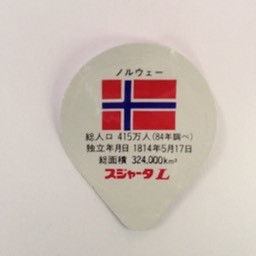 ノルウェー
総人口 415万人(84年調べ)
独立年月日 1814年5月17日
総面積 324,000km²
スジャータ L